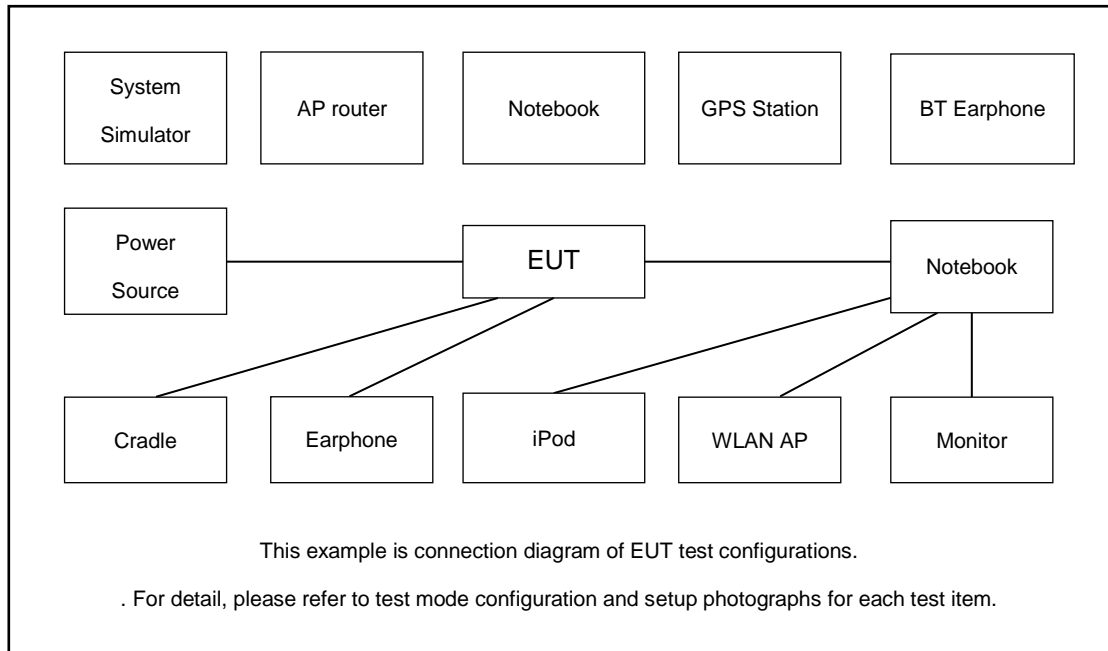 System
Simulator
AP router
Notebook
GPS Station
BT Earphone
Power
Source
EUT
Notebook
Cradle
Earphone
iPod
WLAN AP
Monitor
This example is connection diagram of EUT test configurations.
. For detail, please refer to test mode configuration and setup photographs for each test item.